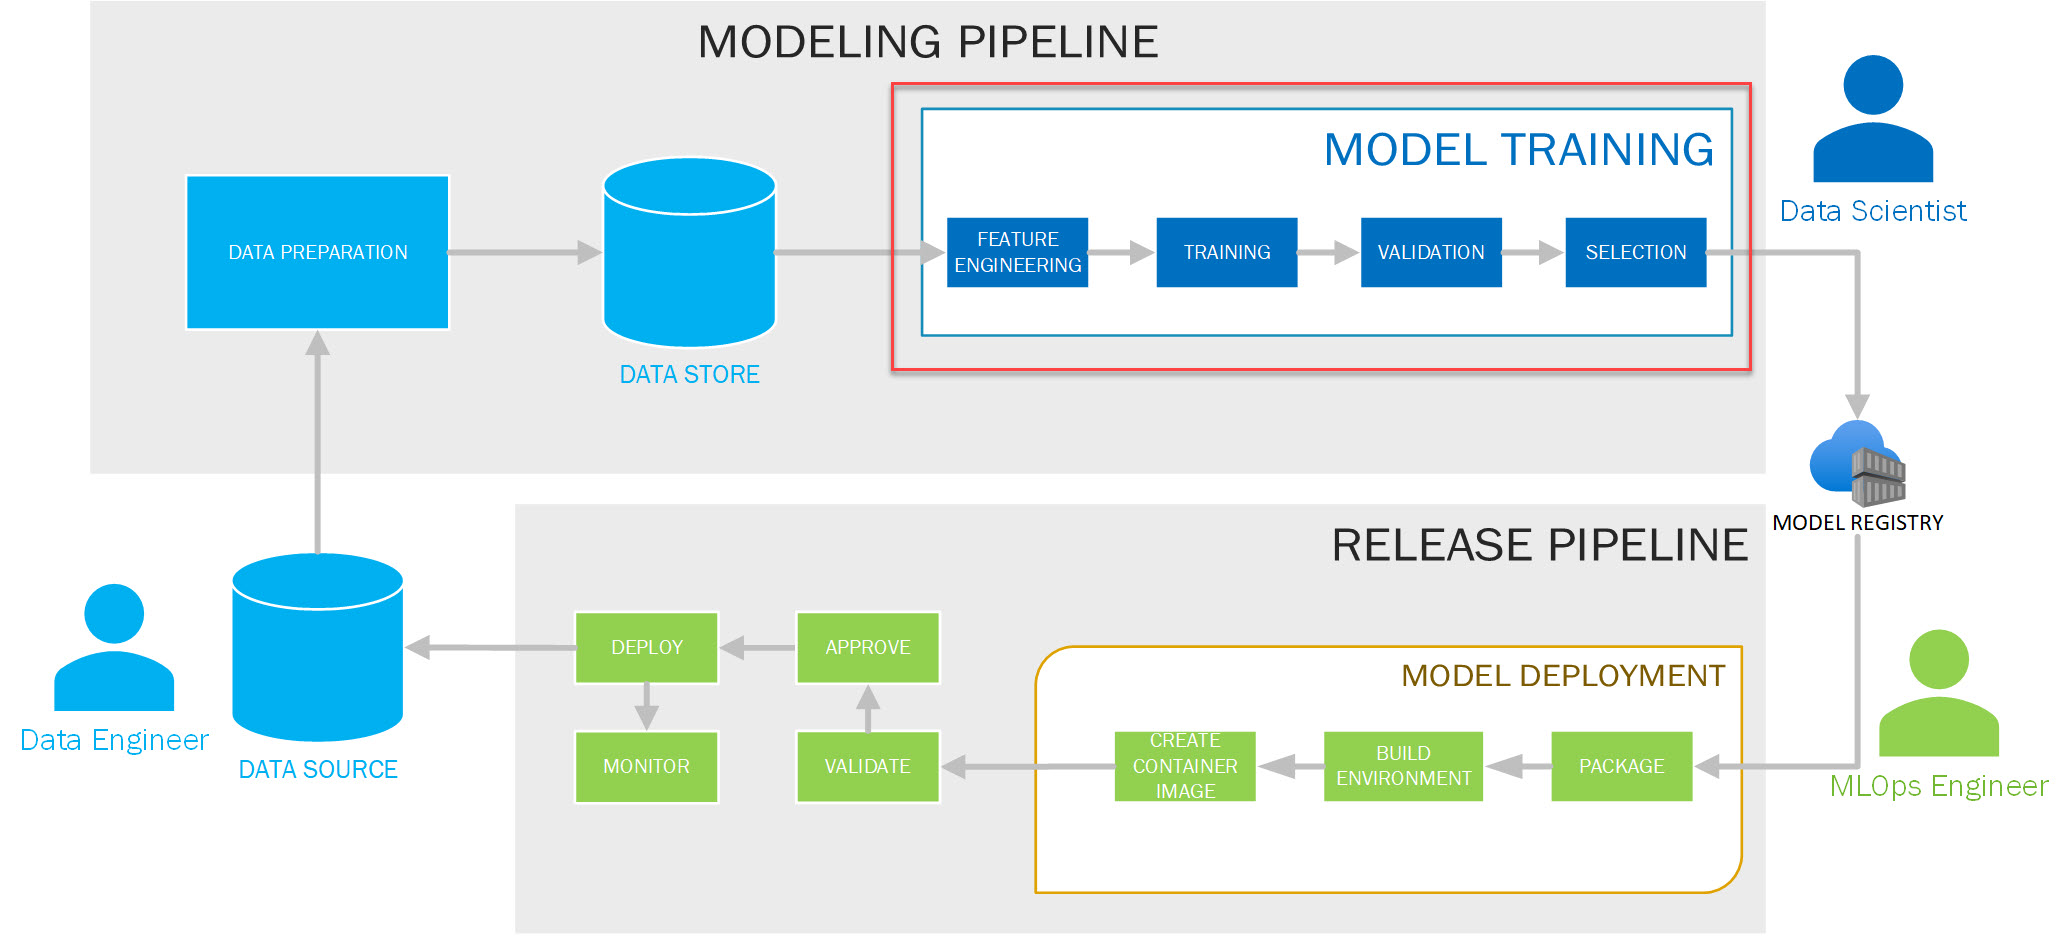 MODELING PIPELINE
MODEL TRAINING
Data Scientist
DATA PREPARATION
FEATURE
ENGINEERING
TRAINING
VALIDATION
SELECTION
DATA STORE
MODEL REGISTRY
RELEASE PIPELINE
DEPLOY
APPROVE
MODEL DEPLOYMENT
Data Engineer
DATA SOURCE
MONITOR
VALIDATE
CREATE
CONTAINER
IMAGE
BUILD
ENVIRONMENT
PACKAGE
MLOps Engineer